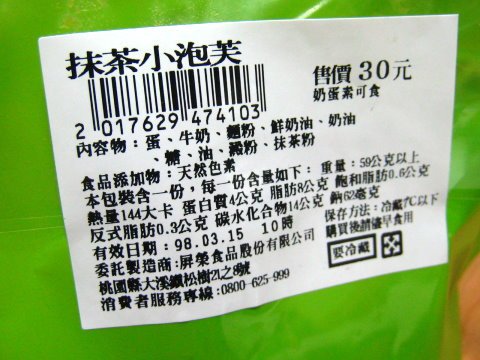 抹茶小泡芙
售價30元
奶蛋素可食
2 017629 474103
內容物：蛋、牛奶、麵粉、鮮奶油、奶油
、糖、油、澱粉、抹茶粉
食品添加物：天然色素
重量：59公克以上
本包裝含一份，每一份含量如下：
熱量144大卡 蛋白質4公克 脂肪8公克 飽和脂肪0.6公克
反式脂肪0.3公克 碳水化合物14公克 鈉62毫克
有效日期：98.03.15 10時
保存方法：冷藏7℃以下
購買後請儘早食用
委託製造商：屏榮食品股份有限公司
要冷藏
桃園縣大溪鎮松樹21之8號
消費者服務專線：0800-625-999